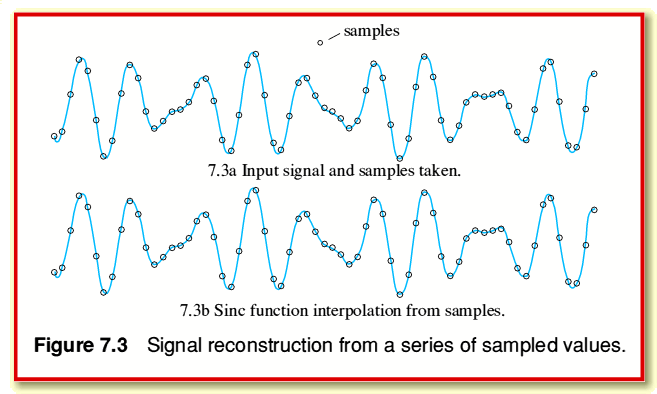 samples
7.3a Input signal and samples taken.
7.3b Sinc function interpolation from samples.
Figure 7.3 Signal reconstruction from a series of sampled values.